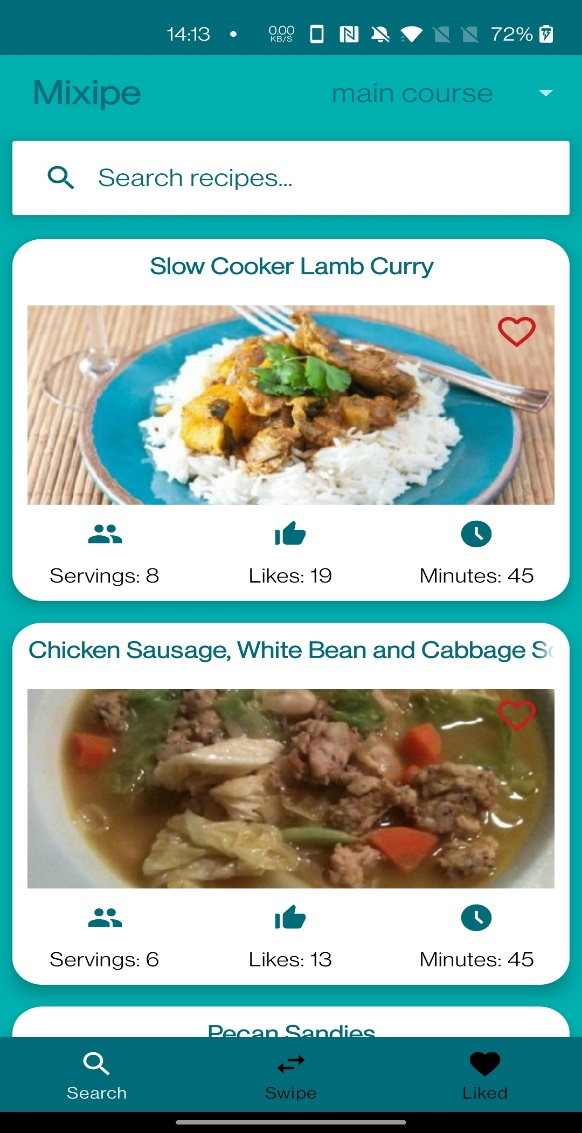 14:13 0.00 KB/S 72%
Mixipe main course
Search recipes...
Slow Cooker Lamb Curry
Servings: 8 Likes: 19 Minutes: 45
Chicken Sausage, White Bean and Cabbage
Servings: 6 Likes: 13 Minutes: 45
Pecan Sandies
Search Swipe Liked